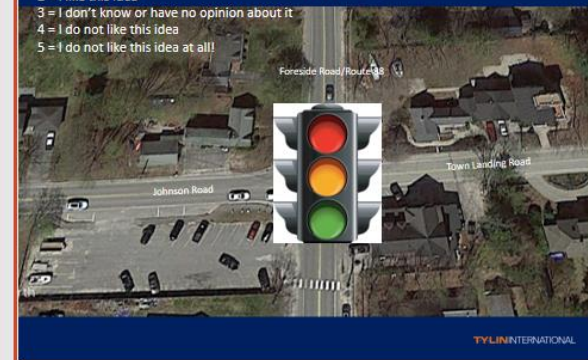 3 = I don't know or have no opinion about it
4 = I do not like this idea
5 = I do not like this idea at all!
Foreside Road/Route 88
Johnson Road
Town Landing Road
TYLININTERNATIONAL